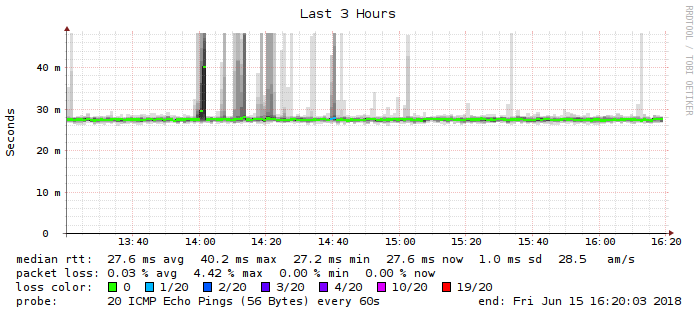 Last 3 Hours
RRDTOOL / TOBI OETIKER
Seconds
40 m
30 m
20 m
10 m
0
13:40 14:00 14:20 14:40 15:00 15:20 15:40 16:00 16:20
median rtt: 27.6 ms avg 40.2 ms max 27.2 ms min 27.6 ms now 1.0 ms sd 28.5 am/s
packet loss: 0.03 % avg 4.42 % max 0.00 % min 0.00 % now
loss color: 0 1/20 2/20 3/20 4/20 10/20 19/20
probe: 20 ICMP Echo Pings (56 Bytes) every 60s end: Fri Jun 15 16:20:03 2018